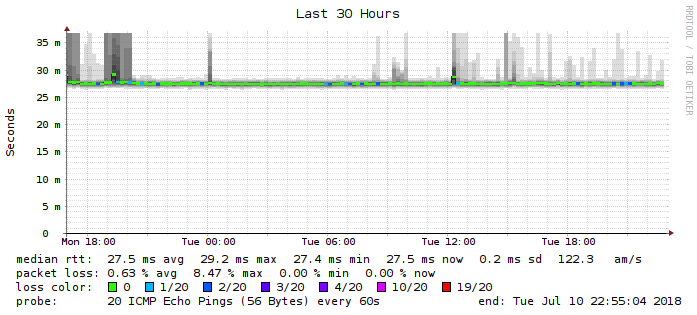 Last 30 Hours
RRDTOOL / TOBI OETIKER
Seconds
35 m
30 m
25 m
20 m
15 m
10 m
5 m
0
Mon 18:00 Tue 00:00 Tue 06:00 Tue 12:00 Tue 18:00
median rtt: 27.5 ms avg 29.2 ms max 27.4 ms min 27.5 ms now 0.2 ms sd 122.3 am/s
packet loss: 0.63 % avg 8.47 % max 0.00 % min 0.00 % now
loss color: 0 1/20 2/20 3/20 4/20 10/20 19/20
probe: 20 ICMP Echo Pings (56 Bytes) every 60s end: Tue Jul 10 22:55:04 2018